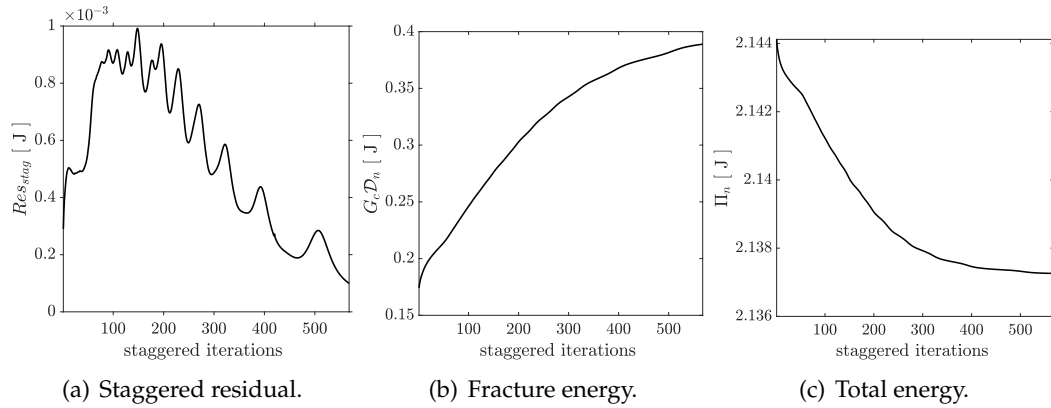 ×10⁻³
1
0.8
0.6
0.4
0.2
0
Res_stag [ J ]
100 200 300 400 500
staggered iterations
(a) Staggered residual.
0.4
0.35
0.3
0.25
0.2
0.15
G_c𝒟_n [ J ]
100 200 300 400 500
staggered iterations
(b) Fracture energy.
2.144
2.142
2.14
2.138
2.136
Π_n [ J ]
100 200 300 400 500
staggered iterations
(c) Total energy.